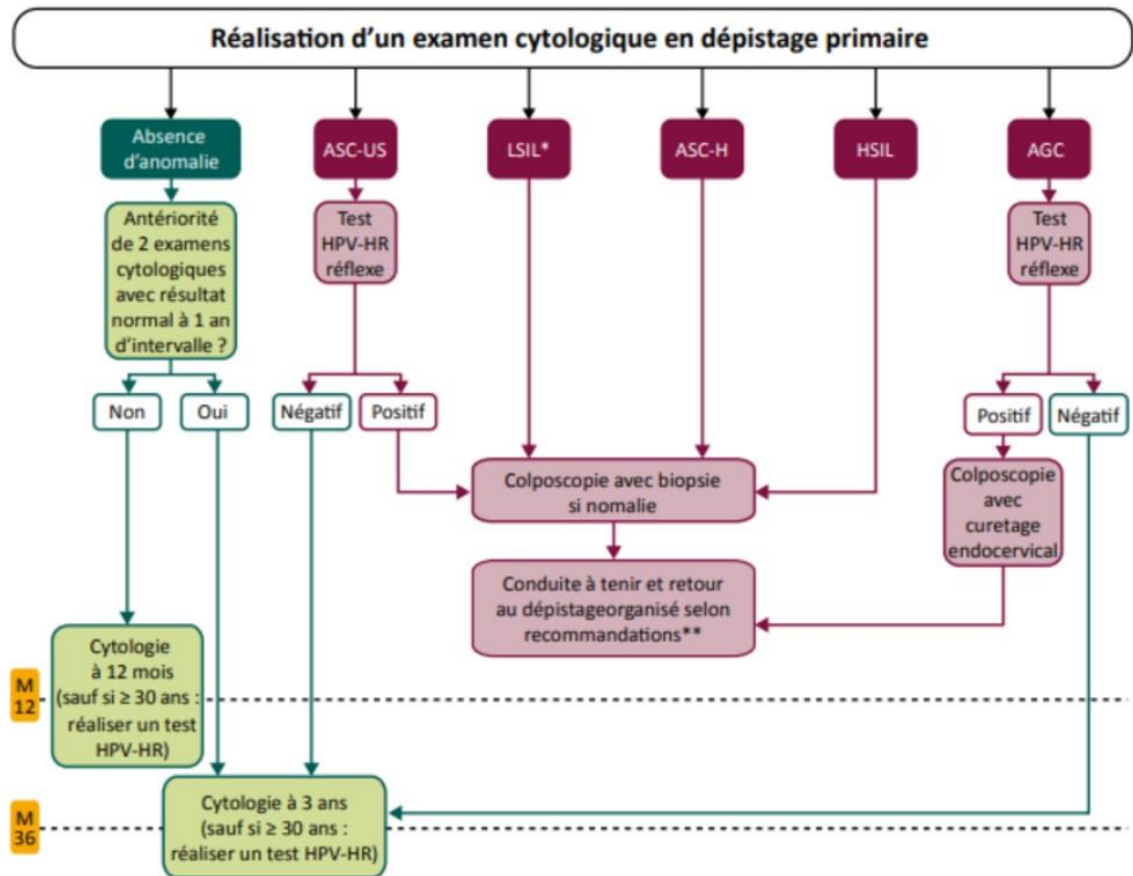 Réalisation d'un examen cytologique en dépistage primaire
Absence
d'anomalie
ASC-US
LSIL*
ASC-H
HSIL
AGC
Antériorité
de 2 examens
cytologiques
avec résultat
normal à 1 an
d'intervalle ?
Test
HPV-HR
réflexe
Test
HPV-HR
réflexe
Non
Oui
Négatif
Positif
Positif
Négatif
Colposcopie avec biopsie
si nomalie
Colposcopie
avec
curetage
endocervical
Conduite à tenir et retour
au dépistageorganisé selon
recommandations**
Cytologie
à 12 mois
(sauf si ≥ 30 ans :
réaliser un test
HPV-HR)
M
12
Cytologie à 3 ans
(sauf si ≥ 30 ans :
réaliser un test HPV-HR)
M
36